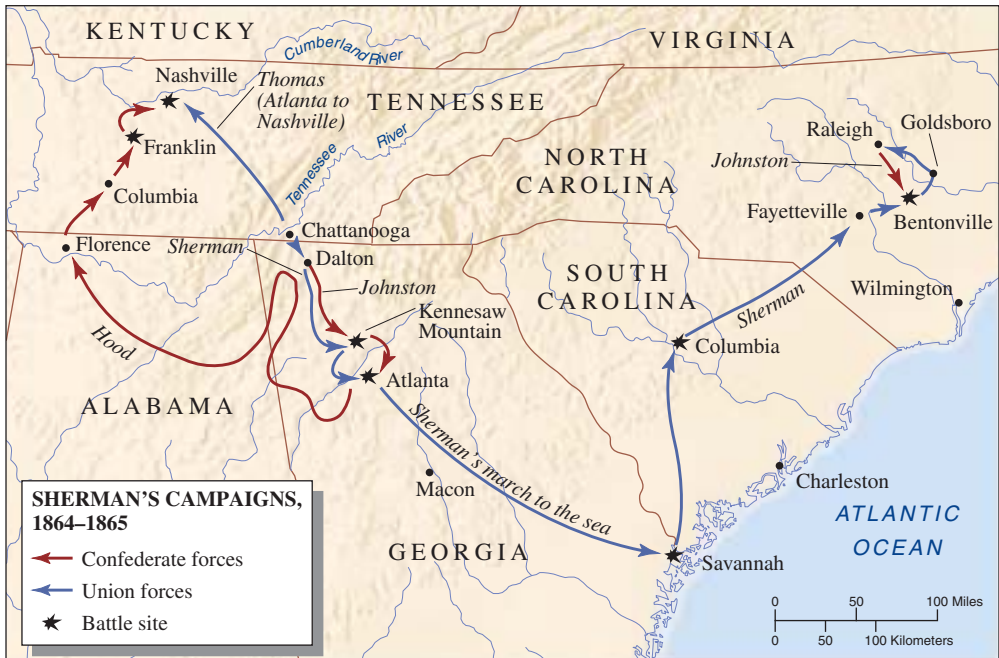 KENTUCKY
Cumberland River
VIRGINIA
Nashville
Thomas
(Atlanta to
Nashville)
TENNESSEE
Tennessee River
Franklin
Columbia
NORTH
CAROLINA
Raleigh
Goldsboro
Johnston
Fayetteville
Bentonville
Florence
Sherman
Chattanooga
Dalton
Johnston
SOUTH
CAROLINA
Wilmington
Sherman
Kennesaw
Mountain
Columbia
Hood
Atlanta
ALABAMA
Sherman's march to the sea
Macon
Charleston
GEORGIA
Savannah
ATLANTIC
OCEAN
SHERMAN'S CAMPAIGNS,
1864–1865
Confederate forces
Union forces
Battle site
0 50 100 Miles
0 50 100 Kilometers